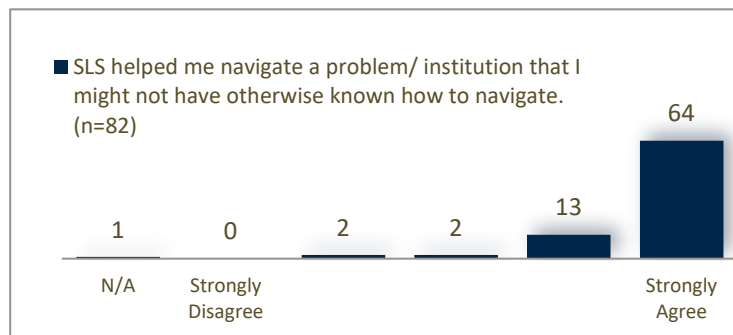 SLS helped me navigate a problem/ institution that I
might not have otherwise known how to navigate.
(n=82)
64
13
1
0
2
2
N/A
Strongly
Disagree
Strongly
Agree